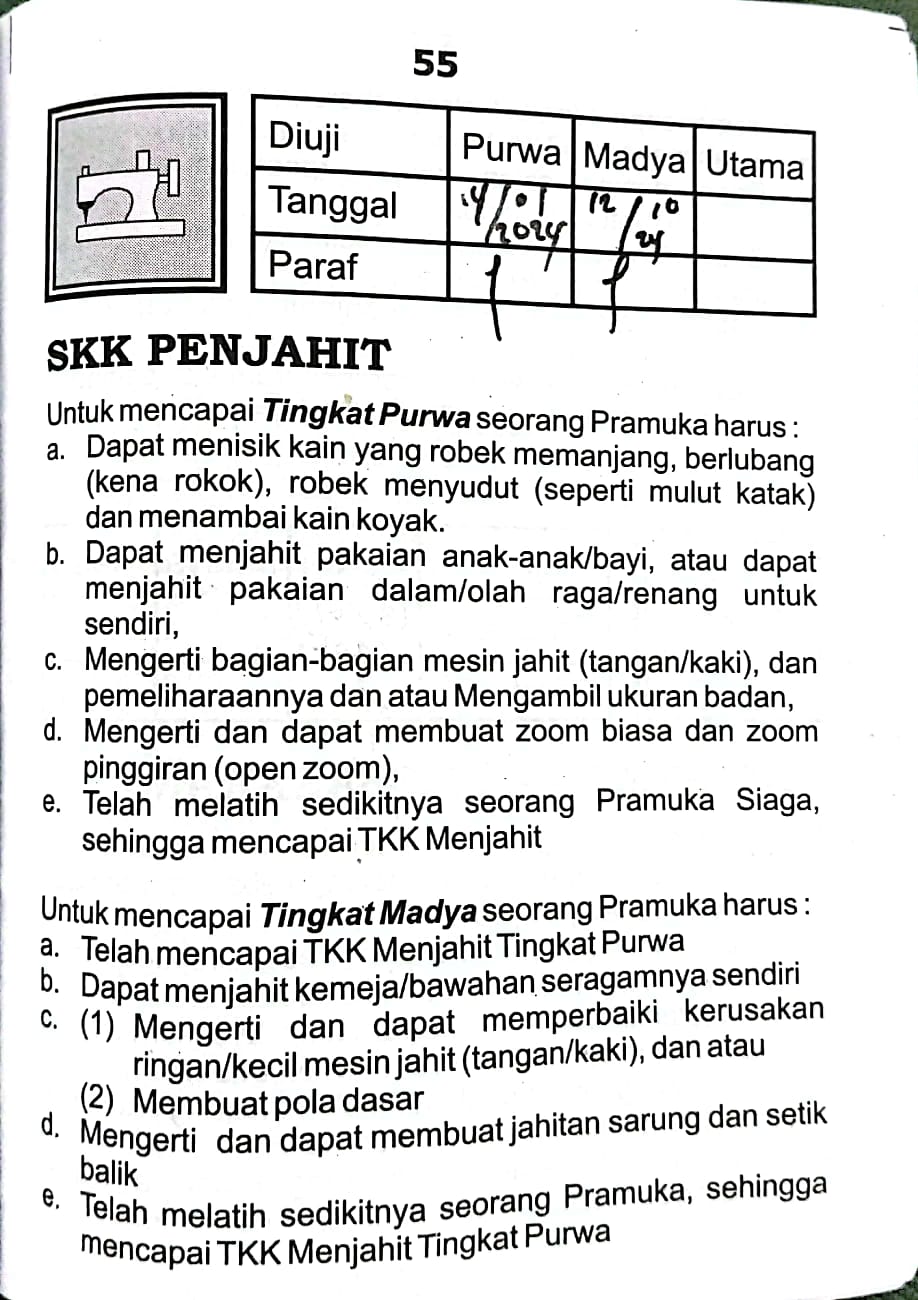 55
Diuji Purwa Madya Utama
Tanggal 14/01/2024 12/10/24
Paraf
SKK PENJAHIT
Untuk mencapai Tingkat Purwa seorang Pramuka harus :
a. Dapat menisik kain yang robek memanjang, berlubang
(kena rokok), robek menyudut (seperti mulut katak)
dan menambai kain koyak.
b. Dapat menjahit pakaian anak-anak/bayi, atau dapat
menjahit pakaian dalam/olah raga/renang untuk
sendiri,
c. Mengerti bagian-bagian mesin jahit (tangan/kaki), dan
pemeliharaannya dan atau Mengambil ukuran badan,
d. Mengerti dan dapat membuat zoom biasa dan zoom
pinggiran (open zoom),
e. Telah melatih sedikitnya seorang Pramuka Siaga,
sehingga mencapai TKK Menjahit
Untuk mencapai Tingkat Madya seorang Pramuka harus :
a. Telah mencapai TKK Menjahit Tingkat Purwa
b. Dapat menjahit kemeja/bawahan seragamnya sendiri
c. (1) Mengerti dan dapat memperbaiki kerusakan
ringan/kecil mesin jahit (tangan/kaki), dan atau
(2) Membuat pola dasar
d. Mengerti dan dapat membuat jahitan sarung dan setik
balik
e. Telah melatih sedikitnya seorang Pramuka, sehingga
mencapai TKK Menjahit Tingkat Purwa